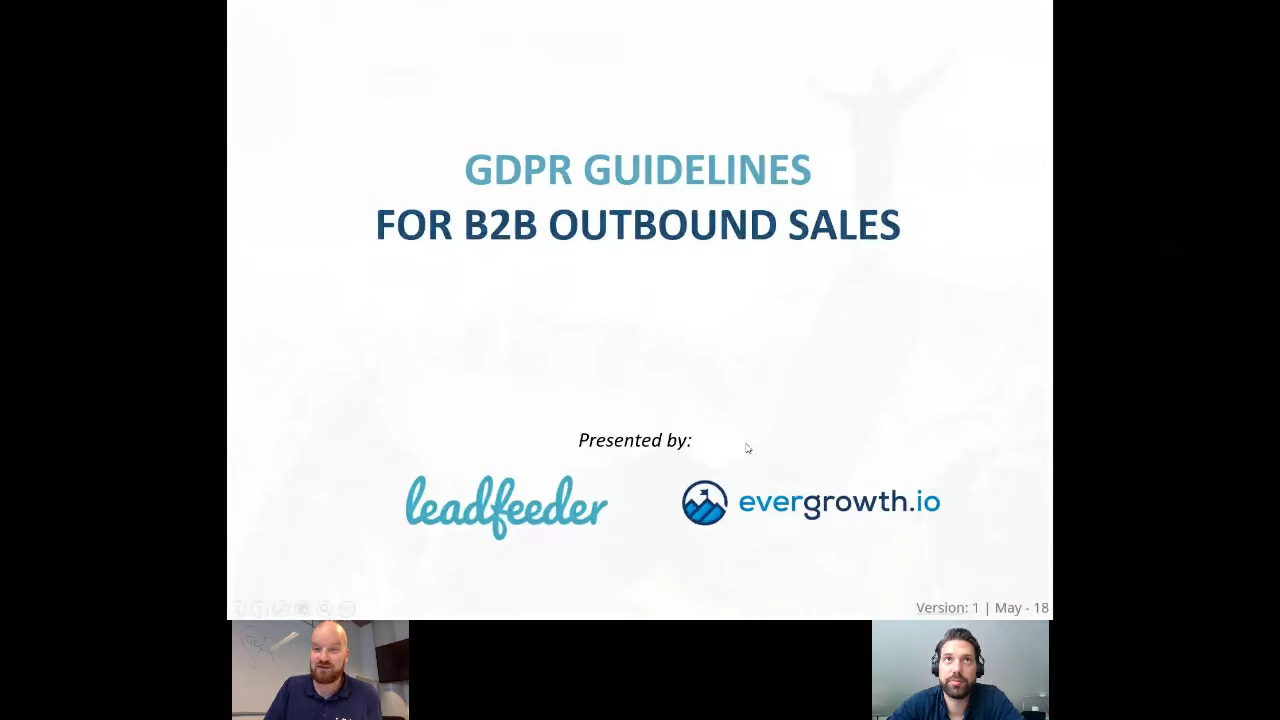 GDPR GUIDELINES
FOR B2B OUTBOUND SALES
Presented by:
leadfeeder
evergrowth.io
Version: 1 | May - 18